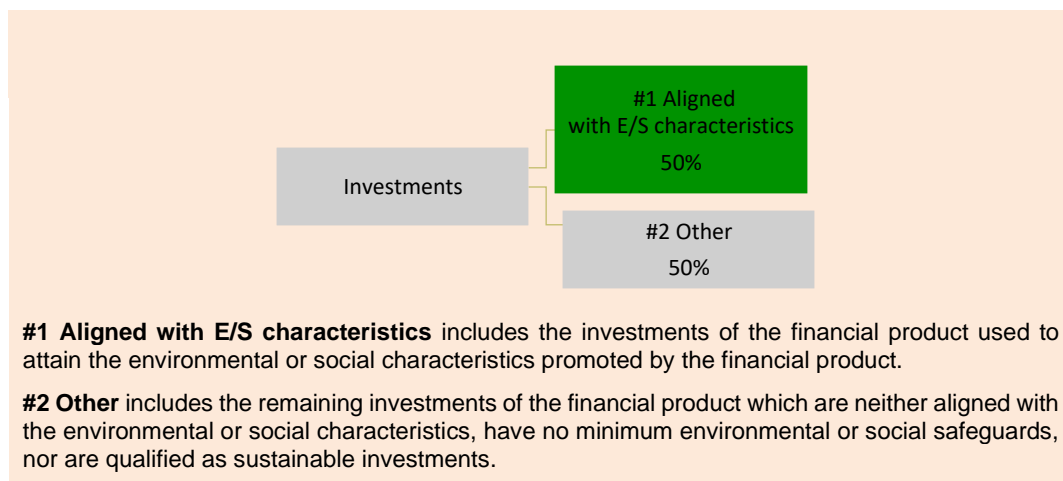 #1 Aligned
with E/S characteristics
50%
Investments
#2 Other
50%
#1 Aligned with E/S characteristics includes the investments of the financial product used to
attain the environmental or social characteristics promoted by the financial product.
#2 Other includes the remaining investments of the financial product which are neither aligned with
the environmental or social characteristics, have no minimum environmental or social safeguards,
nor are qualified as sustainable investments.